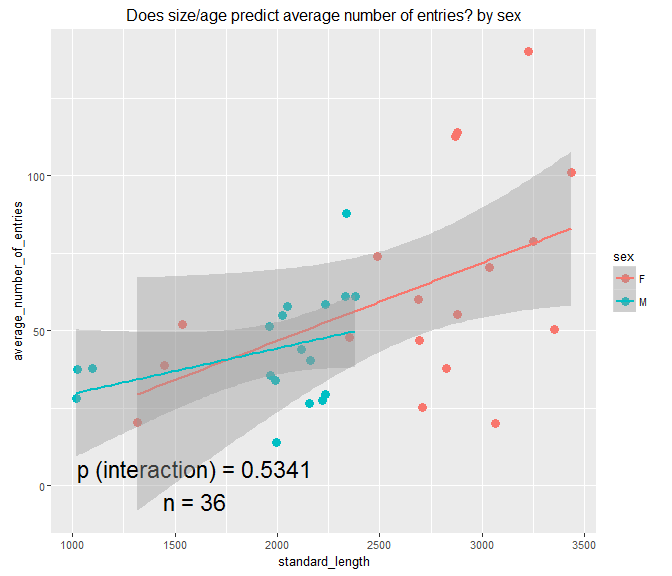 Does size/age predict average number of entries? by sex
average_number_of_entries
100
50
0
p (interaction) = 0.5341
n = 36
1000 1500 2000 2500 3000 3500
standard_length
sex
F
M